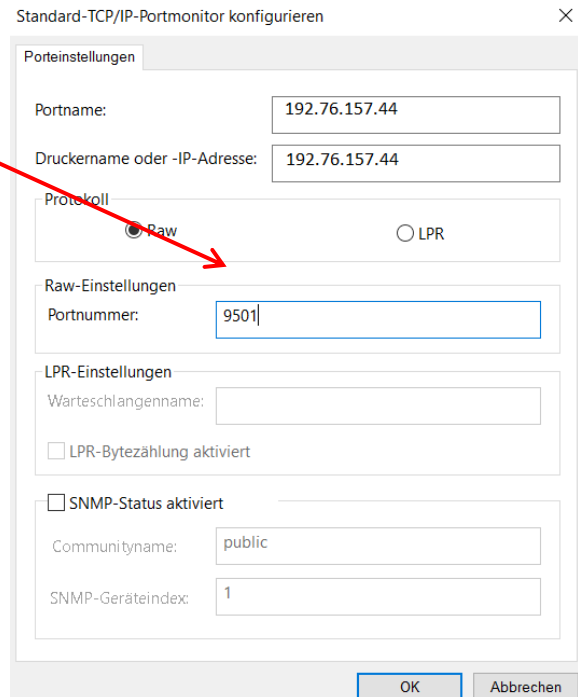 Standard-TCP/IP-Portmonitor konfigurieren
Porteinstellungen
Portname: 192.76.157.44
Druckername oder -IP-Adresse: 192.76.157.44
Protokoll
Raw LPR
Raw-Einstellungen
Portnummer: 9501
LPR-Einstellungen
Warteschlangenname:
LPR-Bytezählung aktiviert
SNMP-Status aktiviert
Communityname: public
SNMP-Geräteindex: 1
OK Abbrechen